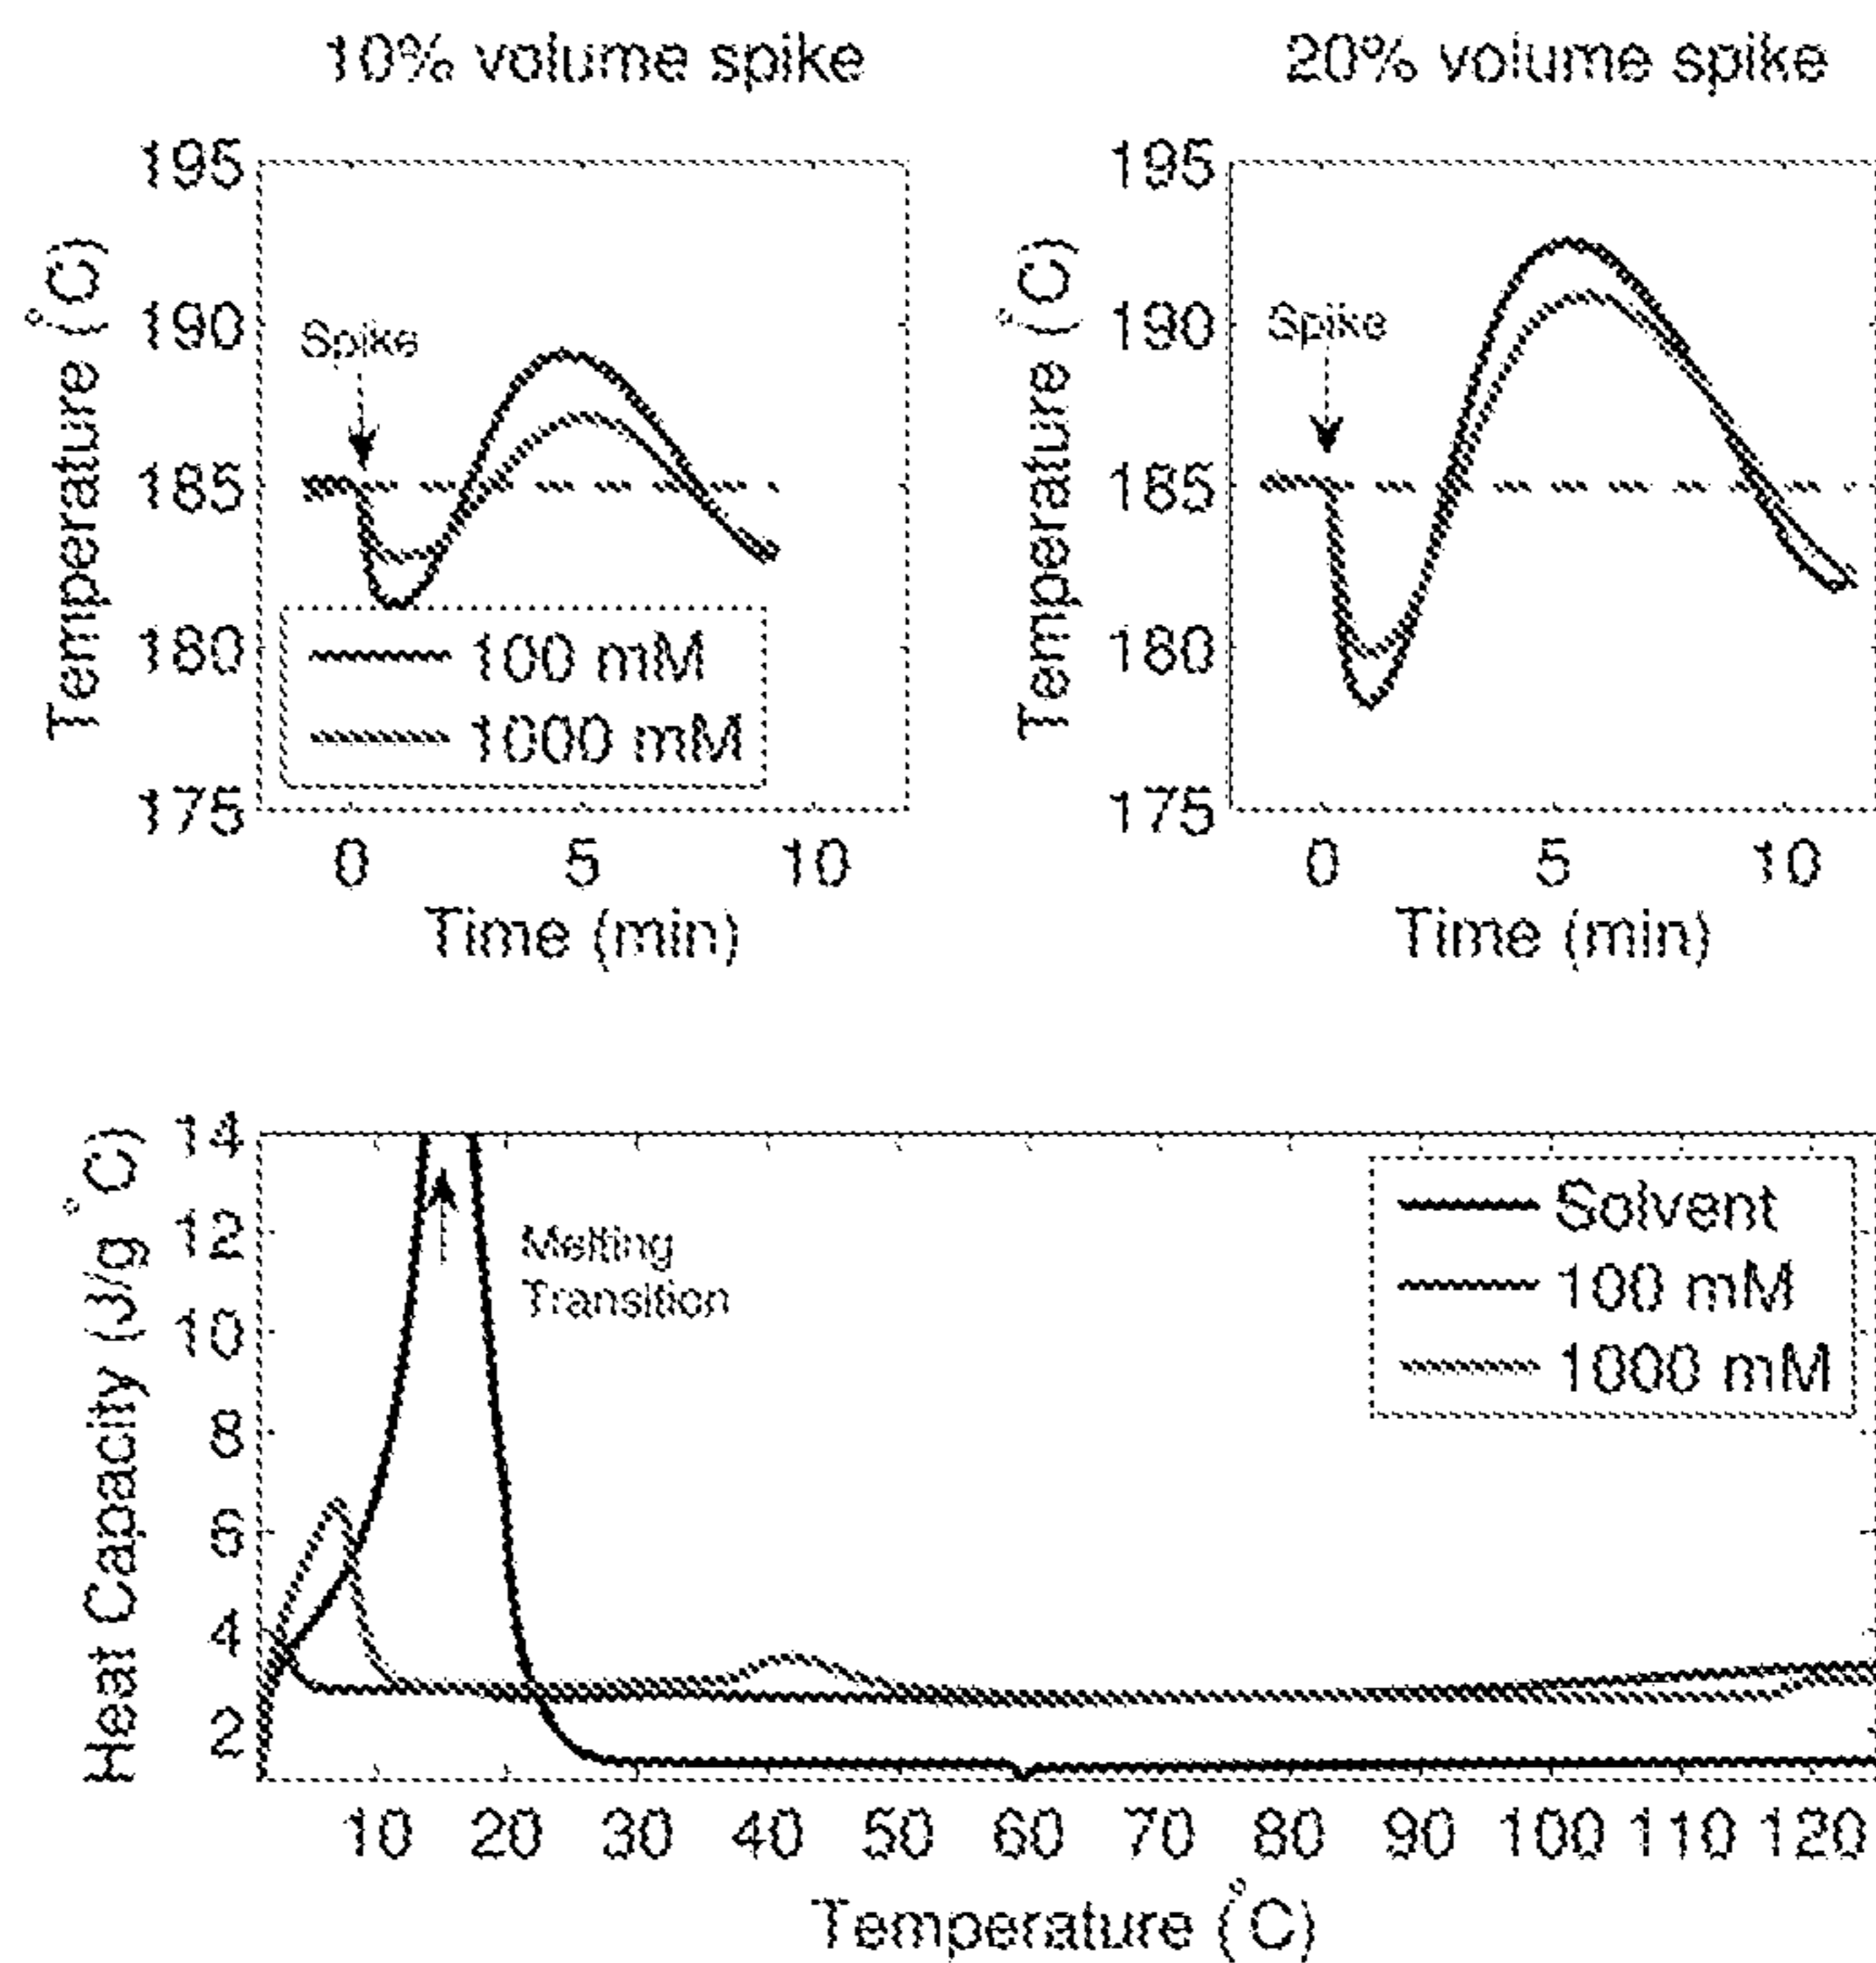 10% volume spike
195
190
185
180
175
Temperature (°C)
Spike
100 mM
1000 mM
0 5 10
Time (min)
20% volume spike
195
190
185
180
175
Temperature (°C)
Spike
0 5 10
Time (min)
14
12
10
8
6
4
2
Heat Capacity (J/g °C)
Melting
Transition
Solvent
100 mM
1000 mM
10 20 30 40 50 60 70 80 90 100 110 120
Temperature (°C)